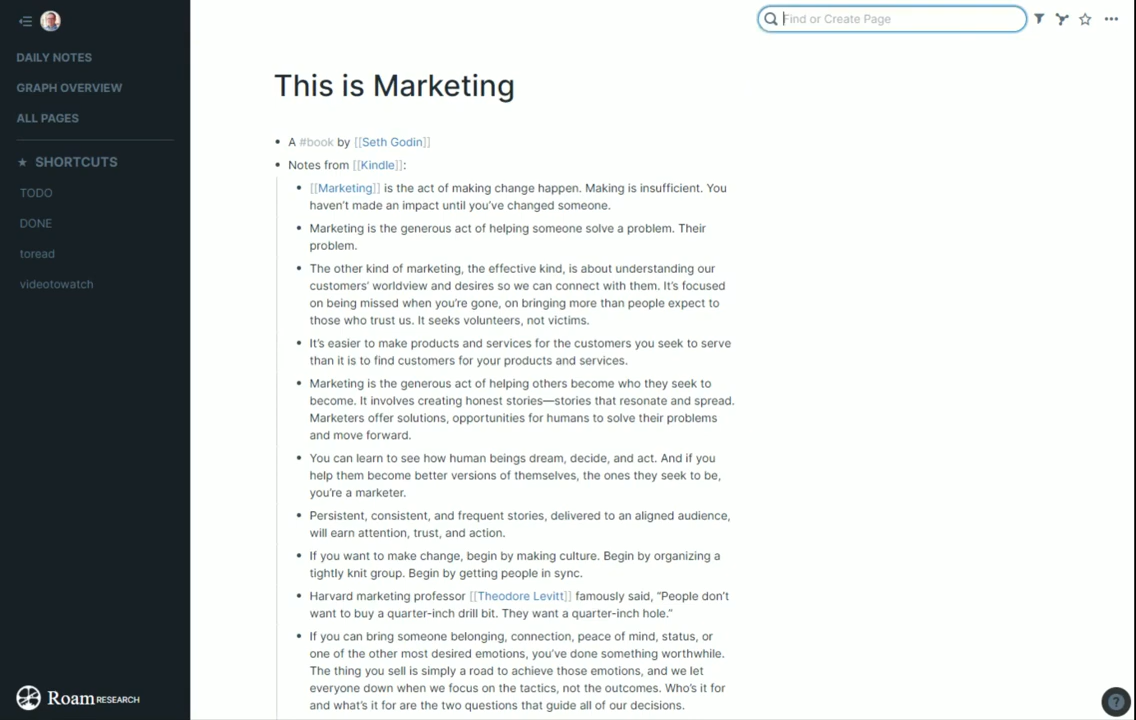 Find or Create Page
DAILY NOTES
GRAPH OVERVIEW
ALL PAGES
SHORTCUTS
TODO
DONE
toread
videotowatch
Roam RESEARCH
This is Marketing
A #book by [[Seth Godin]]
Notes from [[Kindle]]:
[[Marketing]] is the act of making change happen. Making is insufficient. You
haven’t made an impact until you’ve changed someone.
Marketing is the generous act of helping someone solve a problem. Their
problem.
The other kind of marketing, the effective kind, is about understanding our
customers’ worldview and desires so we can connect with them. It’s focused
on being missed when you’re gone, on bringing more than people expect to
those who trust us. It seeks volunteers, not victims.
It’s easier to make products and services for the customers you seek to serve
than it is to find customers for your products and services.
Marketing is the generous act of helping others become who they seek to
become. It involves creating honest stories—stories that resonate and spread.
Marketers offer solutions, opportunities for humans to solve their problems
and move forward.
You can learn to see how human beings dream, decide, and act. And if you
help them become better versions of themselves, the ones they seek to be,
you’re a marketer.
Persistent, consistent, and frequent stories, delivered to an aligned audience,
will earn attention, trust, and action.
If you want to make change, begin by making culture. Begin by organizing a
tightly knit group. Begin by getting people in sync.
Harvard marketing professor [[Theodore Levitt]] famously said, “People don’t
want to buy a quarter-inch drill bit. They want a quarter-inch hole.”
If you can bring someone belonging, connection, peace of mind, status, or
one of the other most desired emotions, you’ve done something worthwhile.
The thing you sell is simply a road to achieve those emotions, and we let
everyone down when we focus on the tactics, not the outcomes. Who’s it for
and what’s it for are the two questions that guide all of our decisions.
?